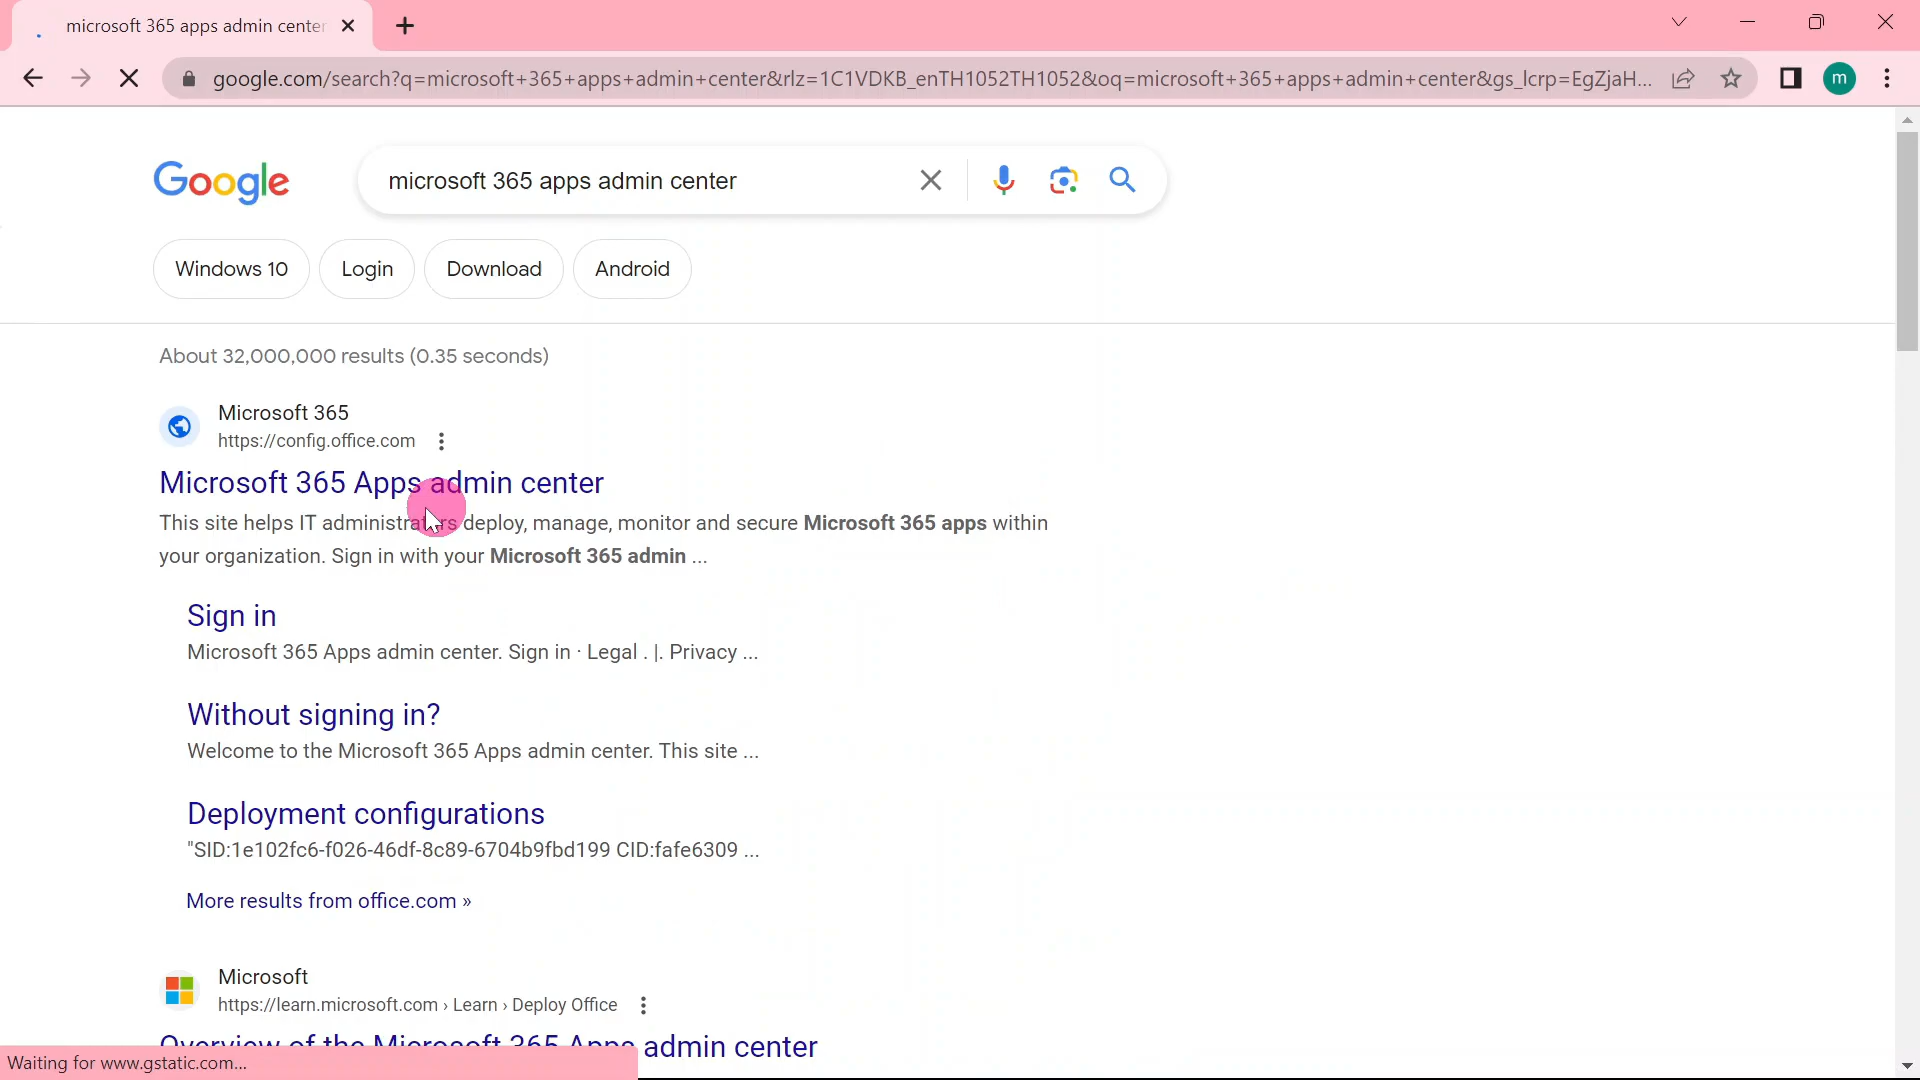 microsoft 365 apps admin center
google.com/search?q=microsoft+365+apps+admin+center&rlz=1C1VDKB_enTH1052TH1052&oq=microsoft+365+apps+admin+center&gs_lcrp=EgZjaH...
m
Google
microsoft 365 apps admin center
Windows 10
Login
Download
Android
About 32,000,000 results (0.35 seconds)
Microsoft 365
https://config.office.com
Microsoft 365 Apps admin center
This site helps IT administrators deploy, manage, monitor and secure Microsoft 365 apps within
your organization. Sign in with your Microsoft 365 admin ...
Sign in
Microsoft 365 Apps admin center. Sign in · Legal . |. Privacy ...
Without signing in?
Welcome to the Microsoft 365 Apps admin center. This site ...
Deployment configurations
"SID:1e102fc6-f026-46df-8c89-6704b9fbd199 CID:fafe6309 ...
More results from office.com »
Microsoft
https://learn.microsoft.com › Learn › Deploy Office
Overview of the Microsoft 365 Apps admin center
Waiting for www.gstatic.com...